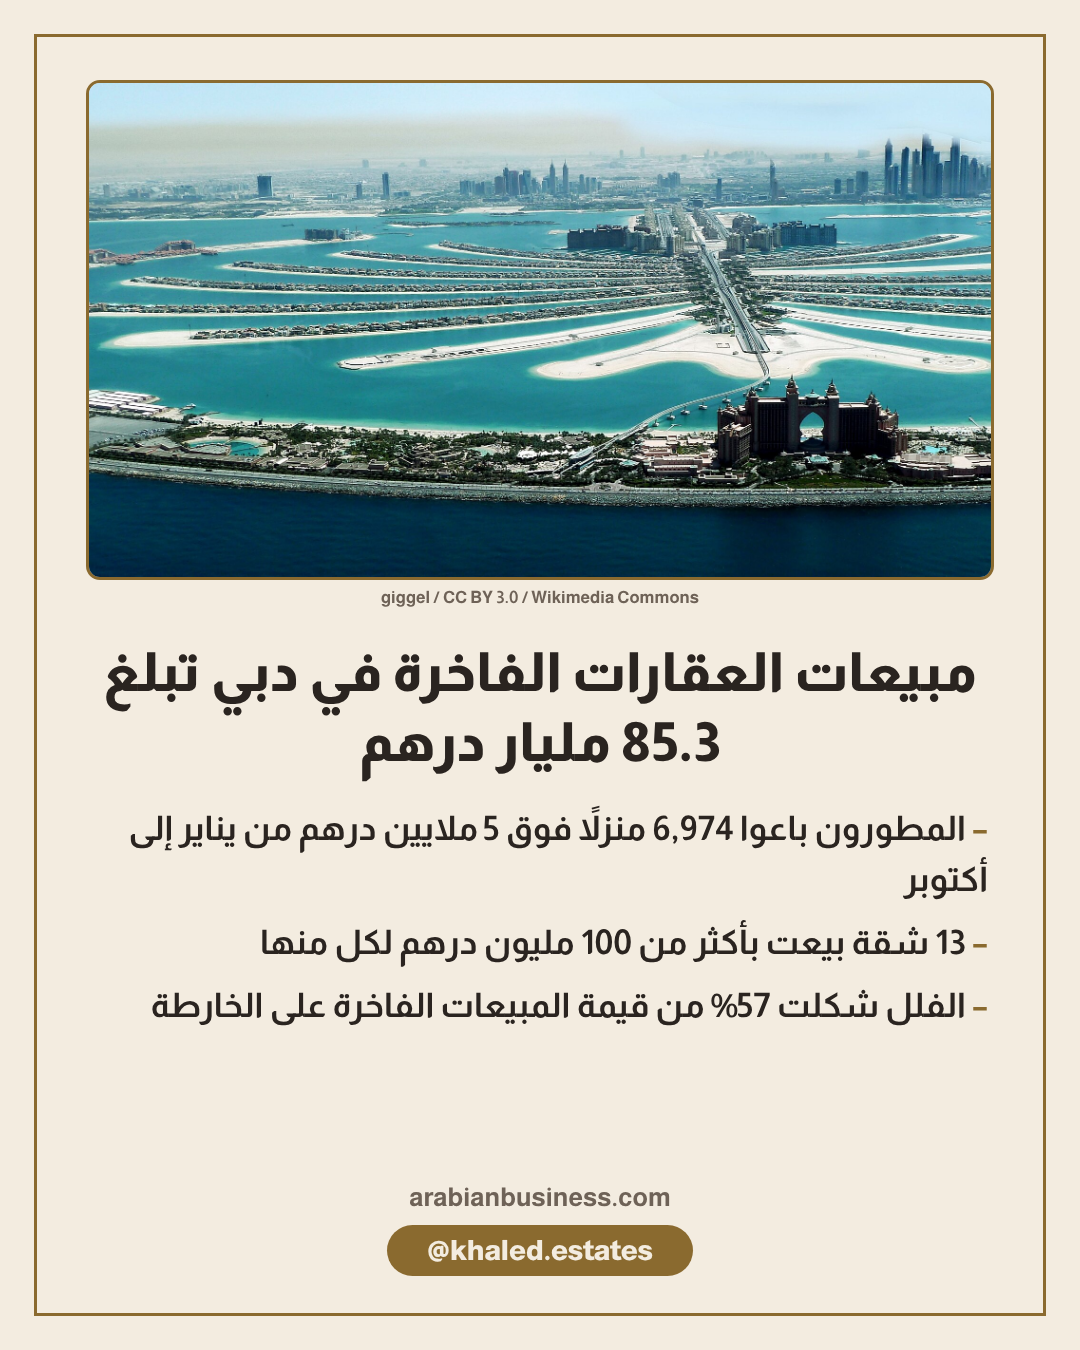 giggel / CC BY 3.0 / Wikimedia Commons
مبيعات العقارات الفاخرة في دبي تبلغ
85.3 مليار درهم
– المطورون باعوا 6,974 منزلًا فوق 5 ملايين درهم من يناير إلى
أكتوبر
– 13 شقة بيعت بأكثر من 100 مليون درهم لكل منها
– الفلل شكلت 57% من قيمة المبيعات الفاخرة على الخارطة
arabianbusiness.com
@khaled.estates